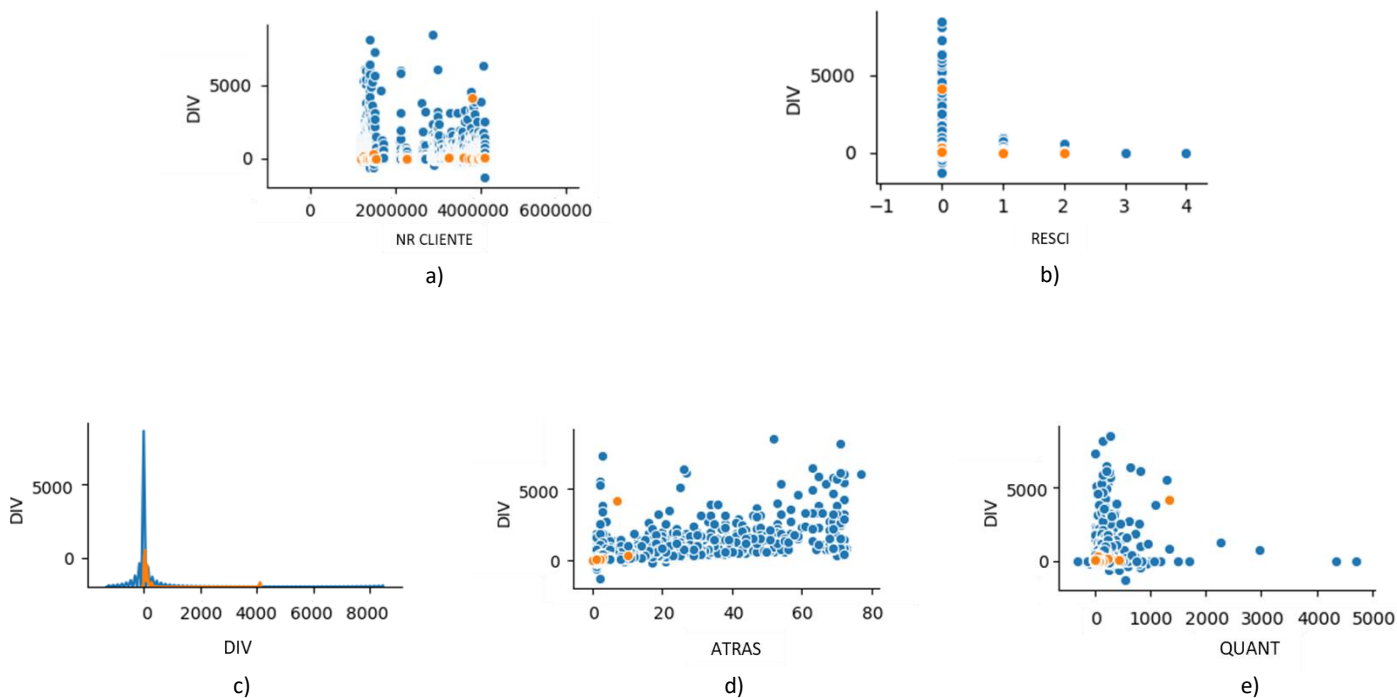 DIV
5000
0
0 2000000 4000000 6000000
NR CLIENTE
a)
DIV
5000
0
−1 0 1 2 3 4
RESCI
b)
DIV
5000
0
0 2000 4000 6000 8000
DIV
c)
DIV
5000
0
0 20 40 60 80
ATRAS
d)
DIV
5000
0
0 1000 2000 3000 4000 5000
QUANT
e)